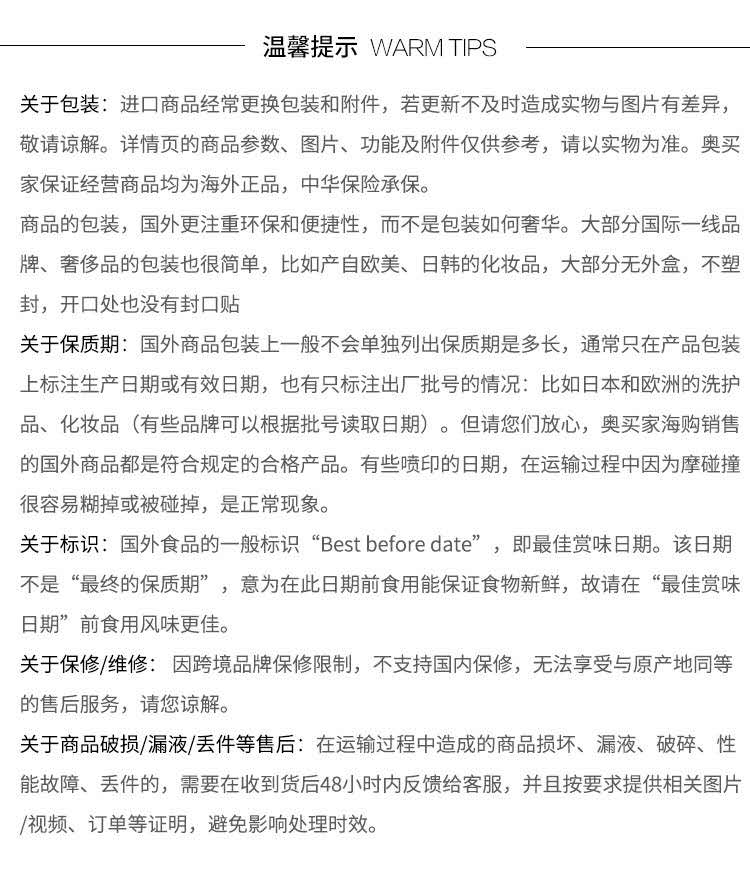 温馨提示 WARM TIPS
关于包装：进口商品经常更换包装和附件，若更新不及时造成实物与图片有差异，
敬请谅解。详情页的商品参数、图片、功能及附件仅供参考，请以实物为准。奥买
家保证经营商品均为海外正品，中华保险承保。
商品的包装，国外更注重环保和便捷性，而不是包装如何奢华。大部分国际一线品
牌、奢侈品的包装也很简单，比如产自欧美、日韩的化妆品，大部分无外盒，不塑
封，开口处也没有封口贴
关于保质期：国外商品包装上一般不会单独列出保质期是多长，通常只在产品包装
上标注生产日期或有效日期，也有只标注出厂批号的情况：比如日本和欧洲的洗护
品、化妆品（有些品牌可以根据批号读取日期）。但请您们放心，奥买家海购销售
的国外商品都是符合规定的合格产品。有些喷印的日期，在运输过程中因为摩碰撞
很容易糊掉或被碰掉，是正常现象。
关于标识：国外食品的一般标识“Best before date”，即最佳赏味日期。该日期
不是“最终的保质期”，意为在此日期前食用能保证食物新鲜，故请在“最佳赏味
日期”前食用风味更佳。
关于保修/维修： 因跨境品牌保修限制，不支持国内保修，无法享受与原产地同等
的售后服务，请您谅解。
关于商品破损/漏液/丢件等售后：在运输过程中造成的商品损坏、漏液、破碎、性
能故障、丢件的，需要在收到货后48小时内反馈给客服，并且按要求提供相关图片
/视频、订单等证明，避免影响处理时效。